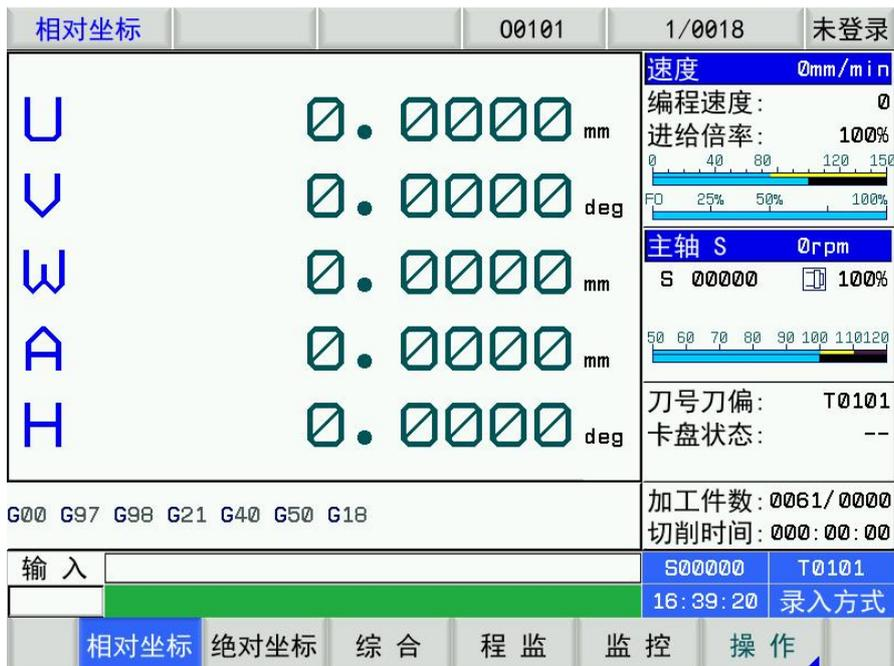 相对坐标 O0101 1/0018 未登录
U 0.0000 mm
V 0.0000 deg
W 0.0000 mm
A 0.0000 mm
H 0.0000 deg
速度 0mm/min
编程速度: 0
进给倍率: 100%
0 40 80 120 150
F0 25% 50% 100%
主轴 S 0rpm
S 00000 100%
50 60 70 80 90 100 110 120
刀号刀偏: T0101
卡盘状态: --
加工件数: 0061/0000
切削时间: 000:00:00
G00 G97 G98 G21 G40 G50 G18
输 入
S00000 T0101
16:39:20 录入方式
相对坐标 绝对坐标 综 合 程 监 监 控 操 作